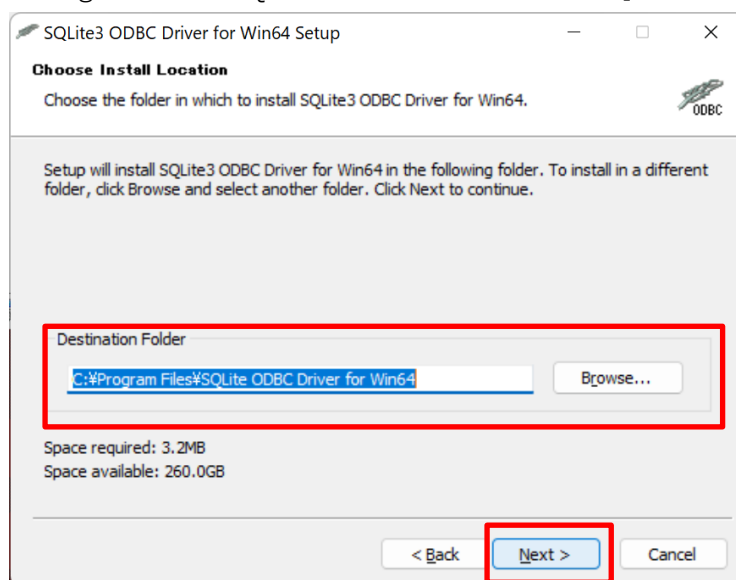 SQLite3 ODBC Driver for Win64 Setup
Choose Install Location
Choose the folder in which to install SQLite3 ODBC Driver for Win64.
ODBC
Setup will install SQLite3 ODBC Driver for Win64 in the following folder. To install in a different
folder, click Browse and select another folder. Click Next to continue.
Destination Folder
C:¥Program Files¥SQLite ODBC Driver for Win64
Browse...
Space required: 3.2MB
Space available: 260.0GB
< Back
Next >
Cancel